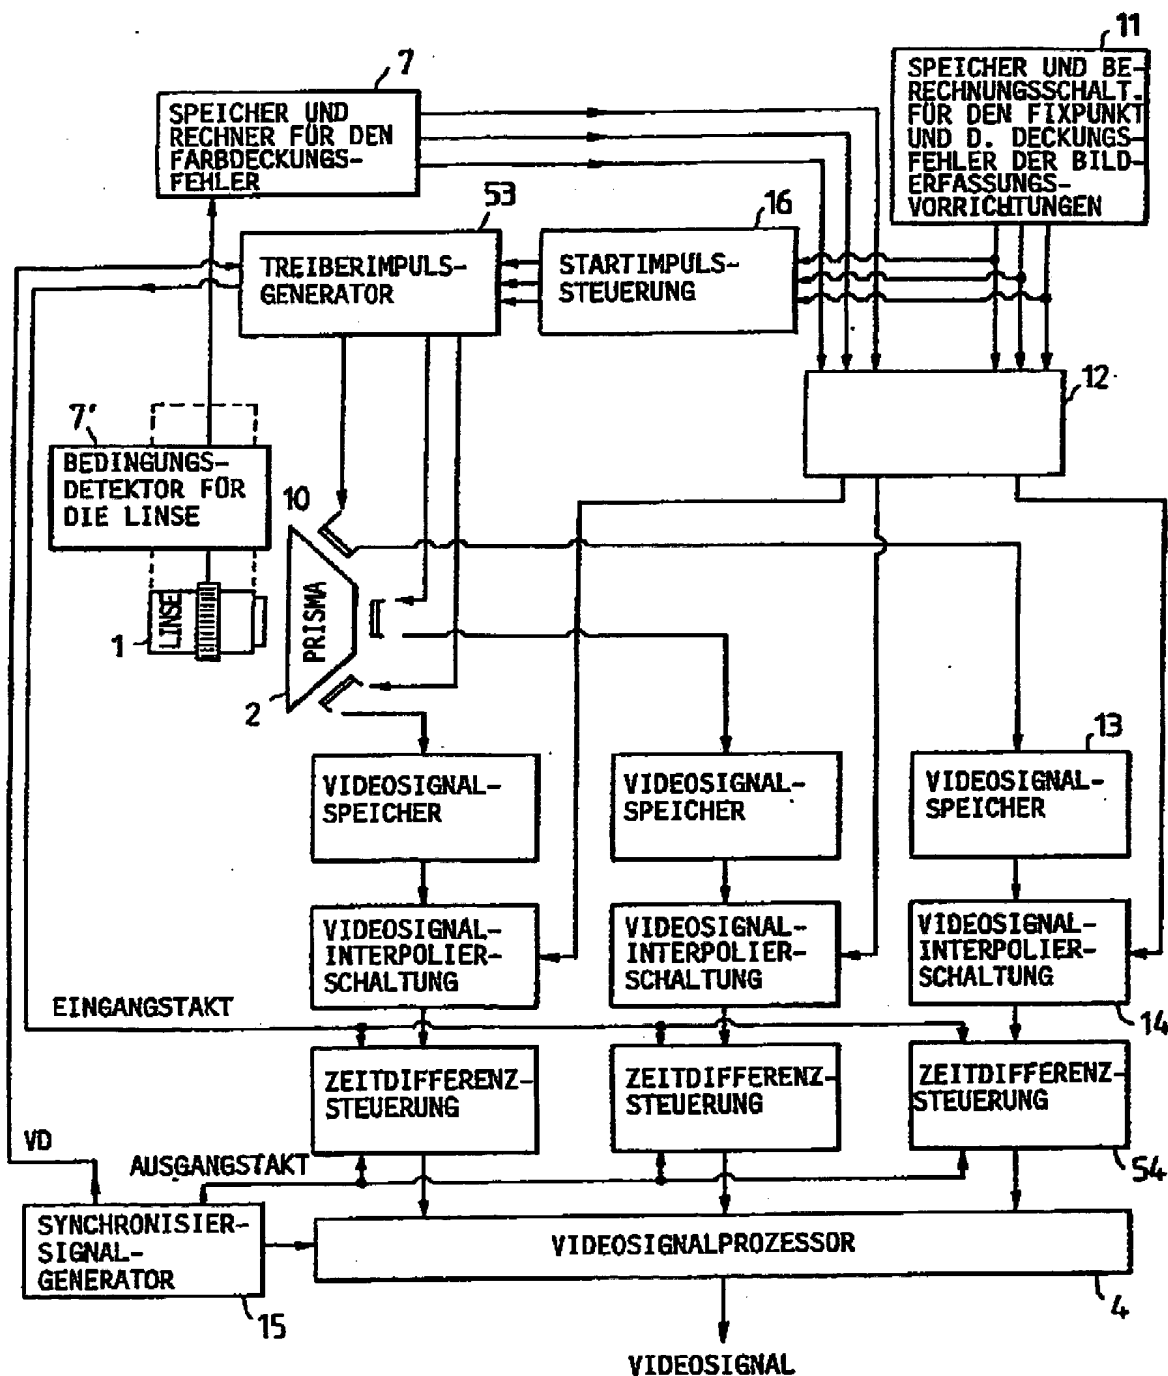 11
7
SPEICHER UND BE-
RECHNUNGSSCHALT.
FÜR DEN FIXPUNKT
UND D. DECKUNGS-
FEHLER DER BILD-
ERFASSUNGS-
VORRICHTUNGEN
SPEICHER UND
RECHNER FÜR DEN
FARBDECKUNGS-
FEHLER
53
16
TREIBERIMPULS-
GENERATOR
STARTIMPULS-
STEUERUNG
12
7'
BEDINGUNGS-
DETEKTOR FÜR
DIE LINSE
10
LINSE
1
PRISMA
2
13
VIDEOSIGNAL-
SPEICHER
VIDEOSIGNAL-
SPEICHER
VIDEOSIGNAL-
SPEICHER
VIDEOSIGNAL-
INTERPOLIER-
SCHALTUNG
VIDEOSIGNAL-
INTERPOLIER-
SCHALTUNG
VIDEOSIGNAL-
INTERPOLIER-
SCHALTUNG
14
EINGANGSTAKT
ZEITDIFFERENZ-
STEUERUNG
ZEITDIFFERENZ-
STEUERUNG
ZEITDIFFERENZ-
STEUERUNG
54
VD
AUSGANGSTAKT
SYNCHRONISIER-
SIGNAL-
GENERATOR
15
VIDEOSIGNALPROZESSOR
4
VIDEOSIGNAL